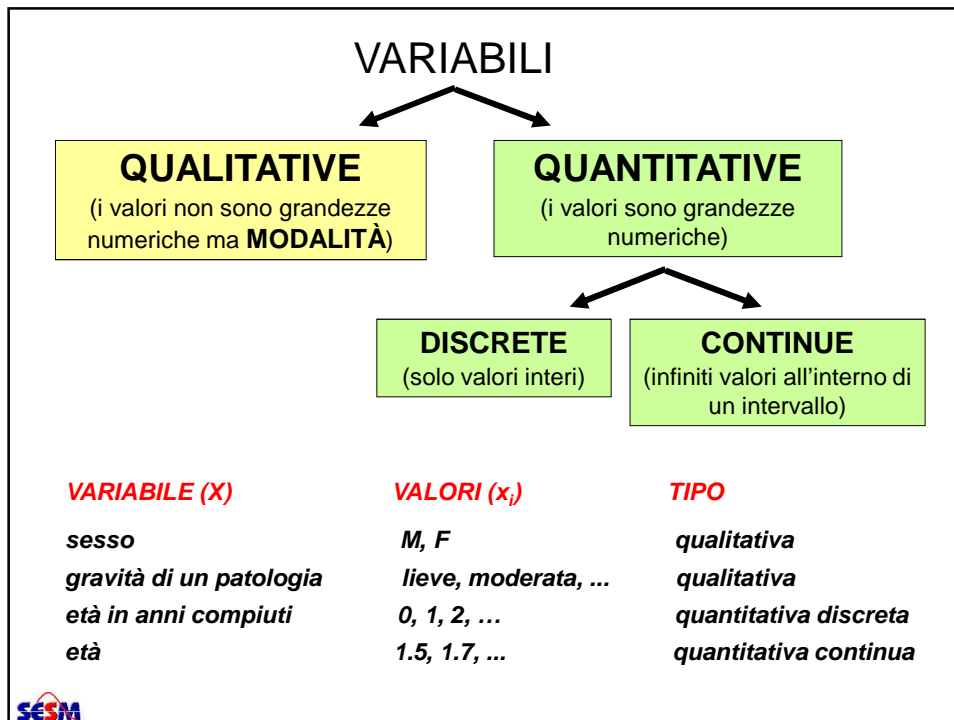 VARIABILI
QUALITATIVE
(i valori non sono grandezze
numeriche ma MODALITÀ)
QUANTITATIVE
(i valori sono grandezze
numeriche)
DISCRETE
(solo valori interi)
CONTINUE
(infiniti valori all'interno di
un intervallo)
VARIABILE (X) VALORI (xi) TIPO
sesso M, F qualitativa
gravità di un patologia lieve, moderata, ... qualitativa
età in anni compiuti 0, 1, 2, … quantitativa discreta
età 1.5, 1.7, ... quantitativa continua
SESM